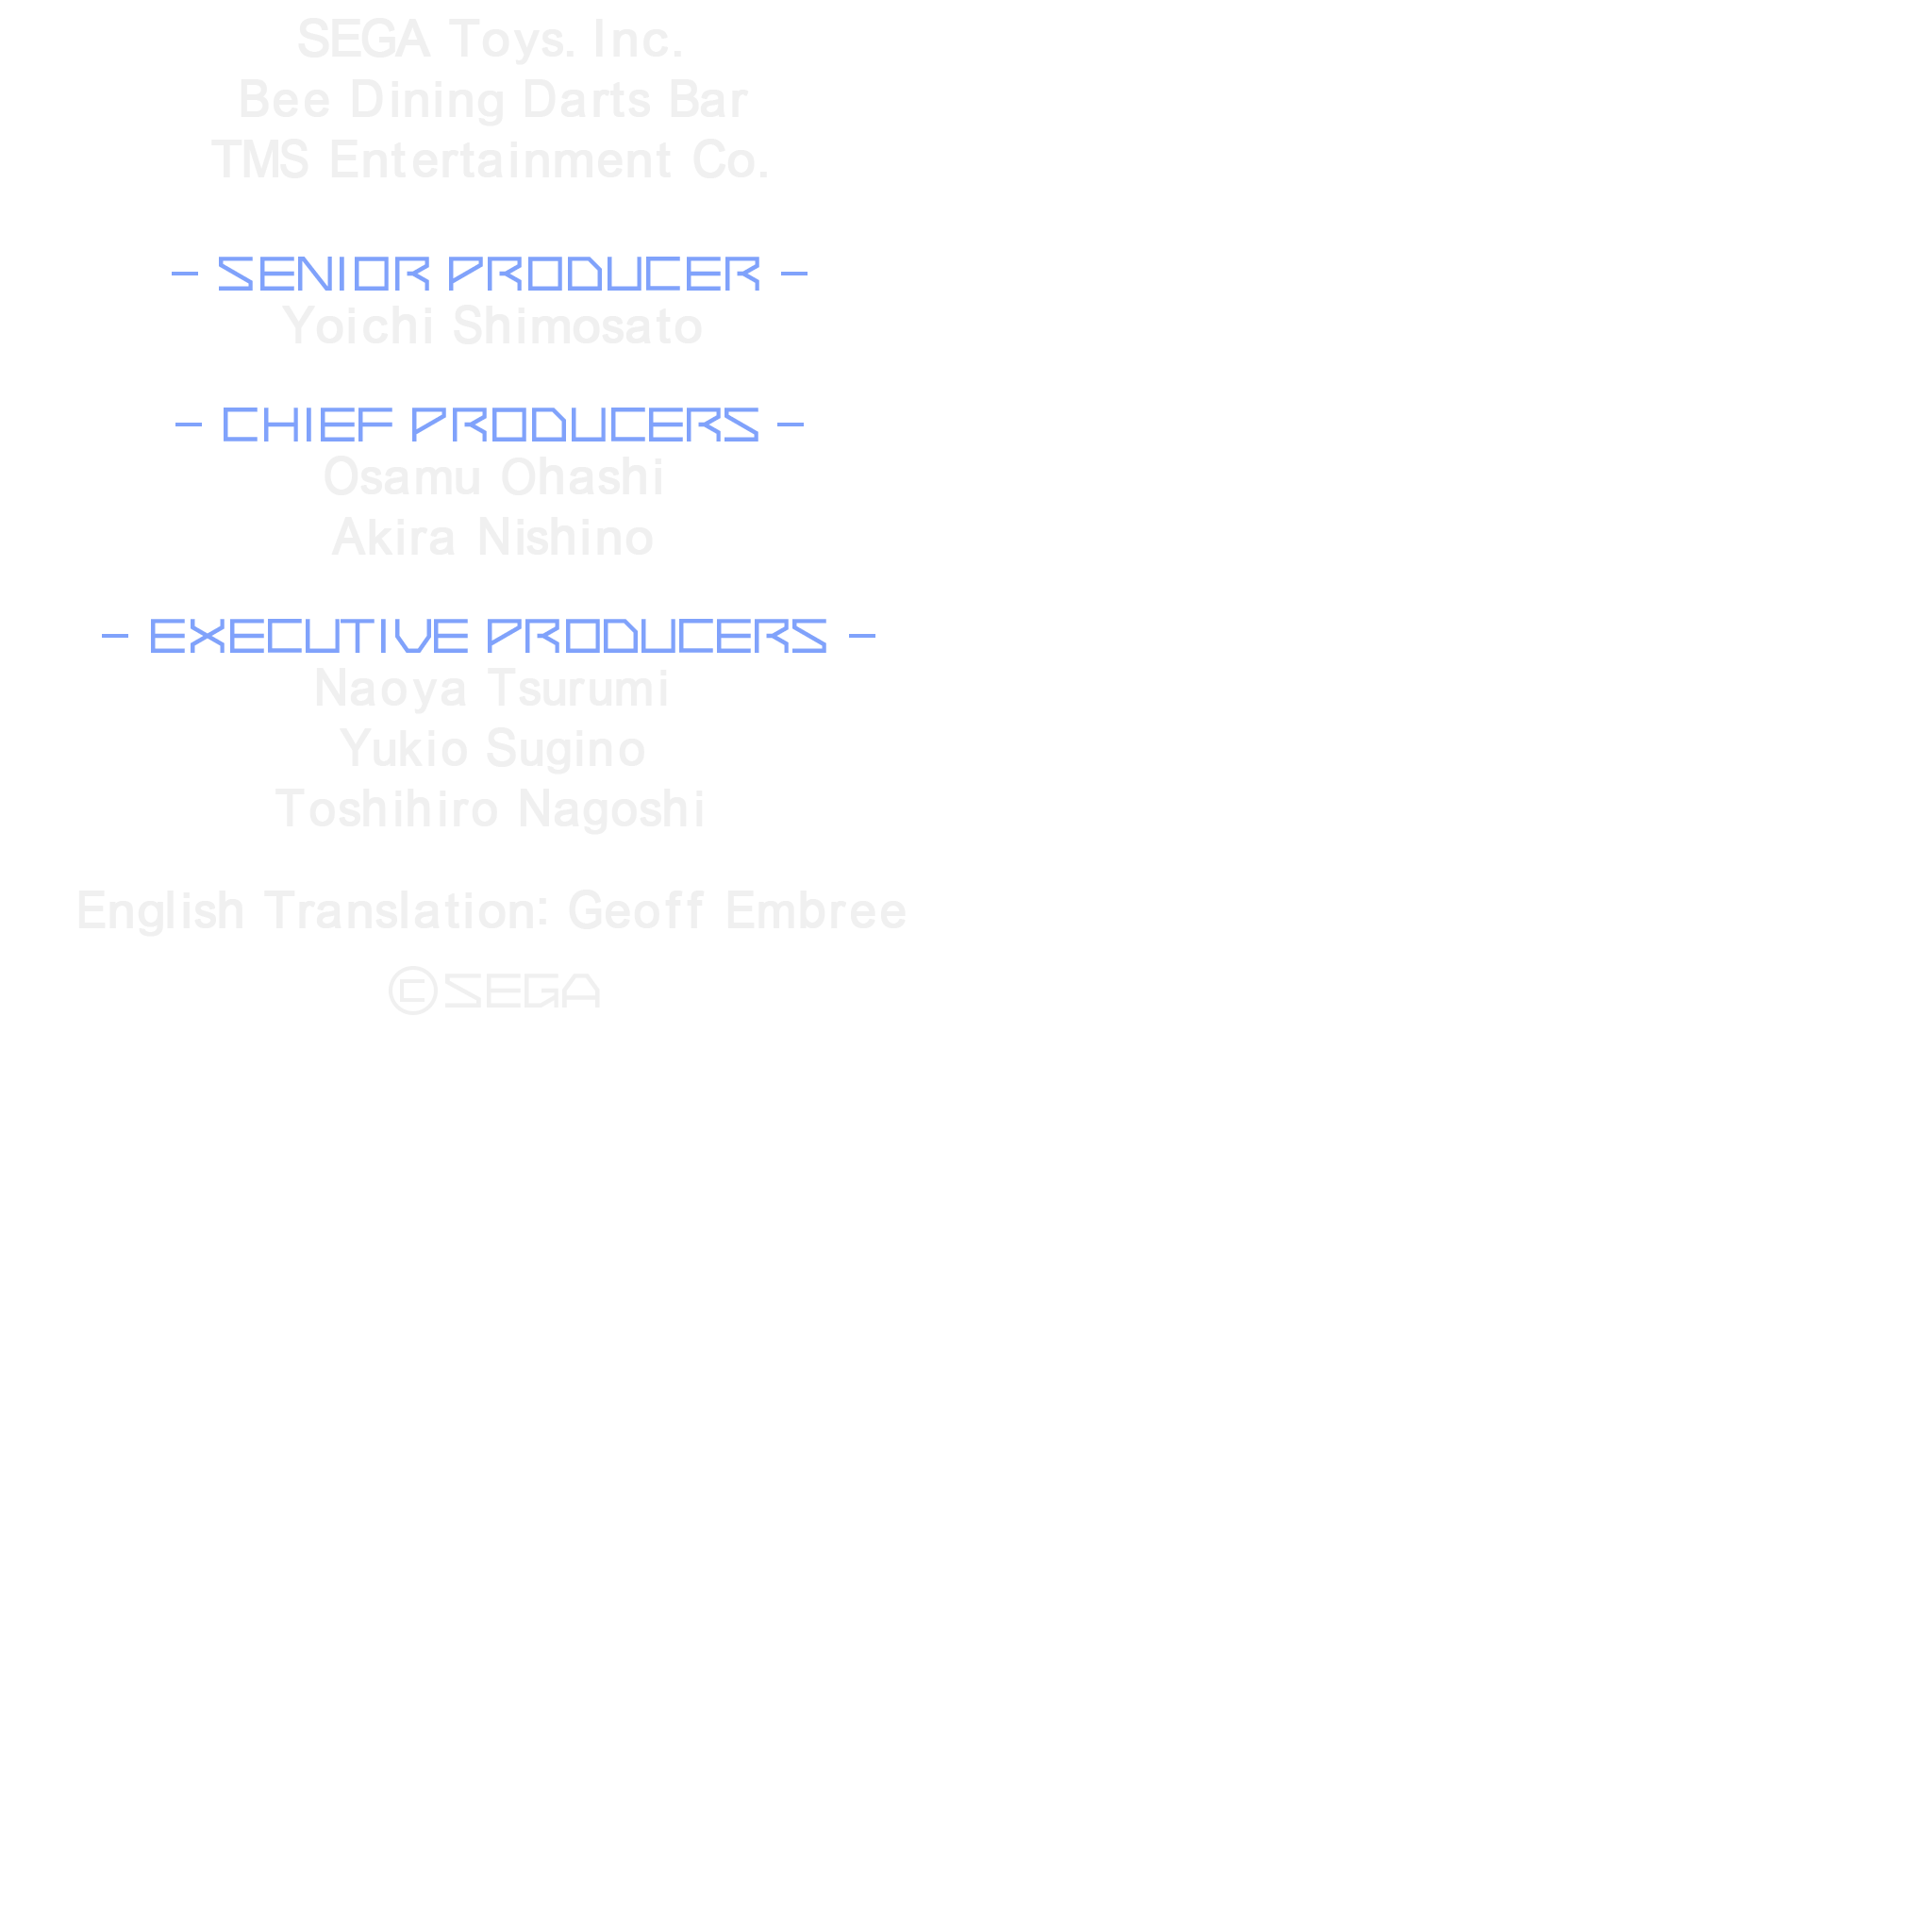 SEGA Toys. Inc.
Bee Dining Darts Bar
TMS Entertainment Co.
- SENIOR PRODUCER -
Yoichi Shimosato
- CHIEF PRODUCERS -
Osamu Ohashi
Akira Nishino
- EXECUTIVE PRODUCERS -
Naoya Tsurumi
Yukio Sugino
Toshihiro Nagoshi
English Translation: Geoff Embree
©SEGA